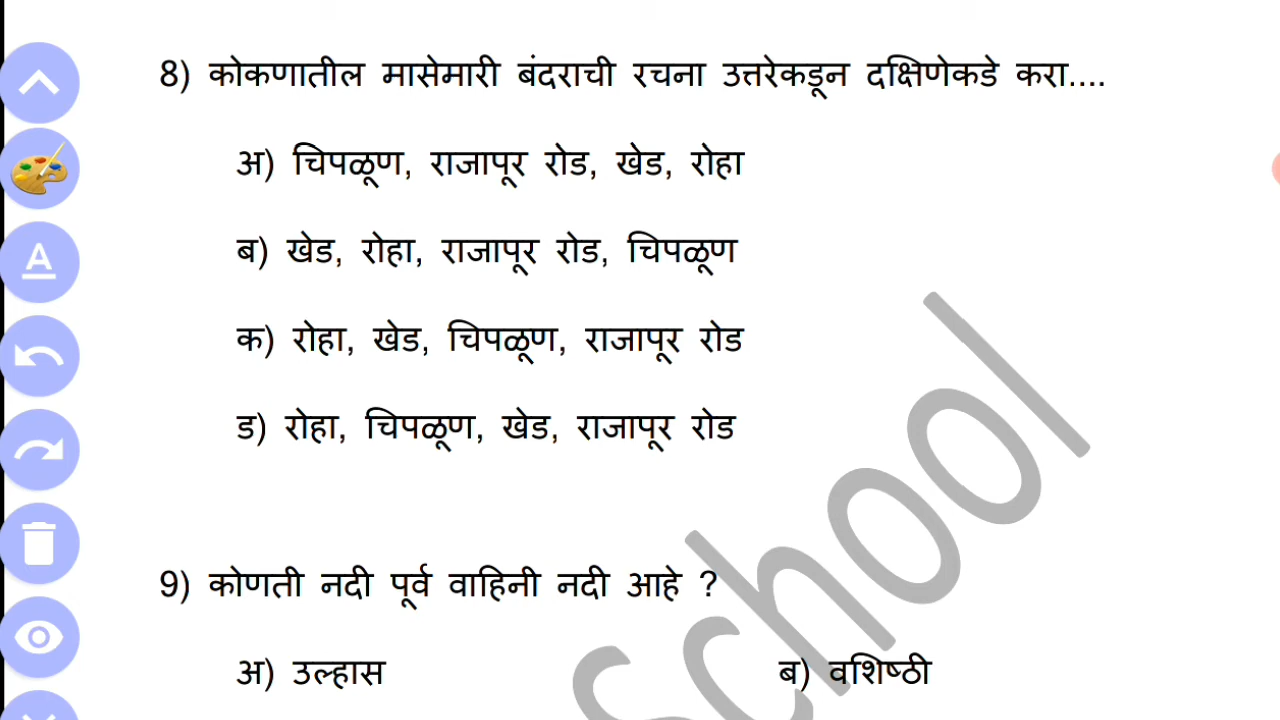 8) कोकणातील मासेमारी बंदराची रचना उत्तरेकडून दक्षिणेकडे करा....
अ) चिपळूण, राजापूर रोड, खेड, रोहा
ब) खेड, रोहा, राजापूर रोड, चिपळूण
क) रोहा, खेड, चिपळूण, राजापूर रोड
ड) रोहा, चिपळूण, खेड, राजापूर रोड
9) कोणती नदी पूर्व वाहिनी नदी आहे ?
अ) उल्हास ब) वशिष्ठी
School
A